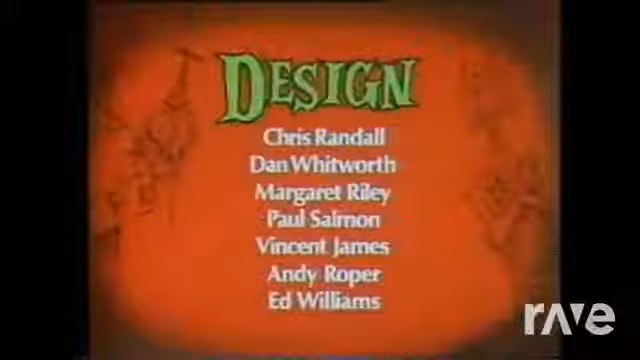 DESIGN
Chris Randall
Dan Whitworth
Margaret Riley
Paul Salmon
Vincent James
Andy Roper
Ed Williams
rave